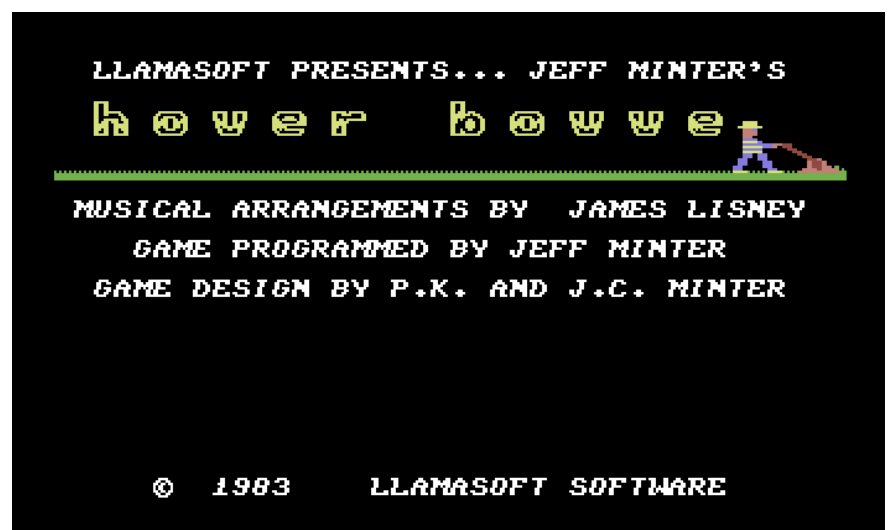 LLAMASOFT PRESENTS... JEFF MINTER'S
hover bovve
MUSICAL ARRANGEMENTS BY JAMES LISNEY
GAME PROGRAMMED BY JEFF MINTER
GAME DESIGN BY P.K. AND J.C. MINTER
© 1983 LLAMASOFT SOFTWARE